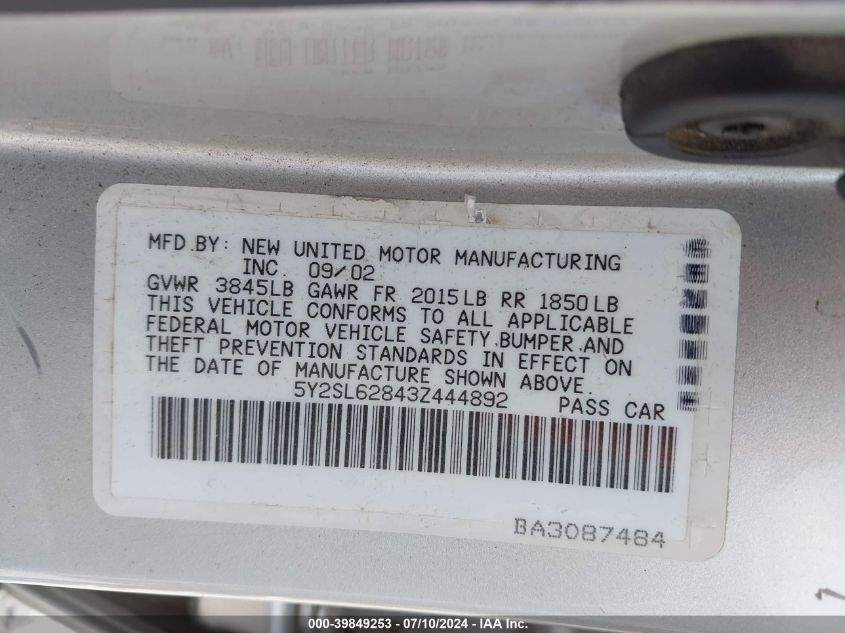 MFD.BY: NEW UNITED MOTOR MANUFACTURING
INC. 09/02
GVWR 3845LB GAWR FR 2015LB RR 1850LB
THIS VEHICLE CONFORMS TO ALL APPLICABLE
FEDERAL MOTOR VEHICLE SAFETY,BUMPER,AND
THEFT PREVENTION STANDARDS IN EFFECT ON
THE DATE OF MANUFACTURE SHOWN ABOVE.
5Y2SL62843Z444892 PASS CAR
BA3087484
000-39849253 - 07/10/2024 - IAA Inc.